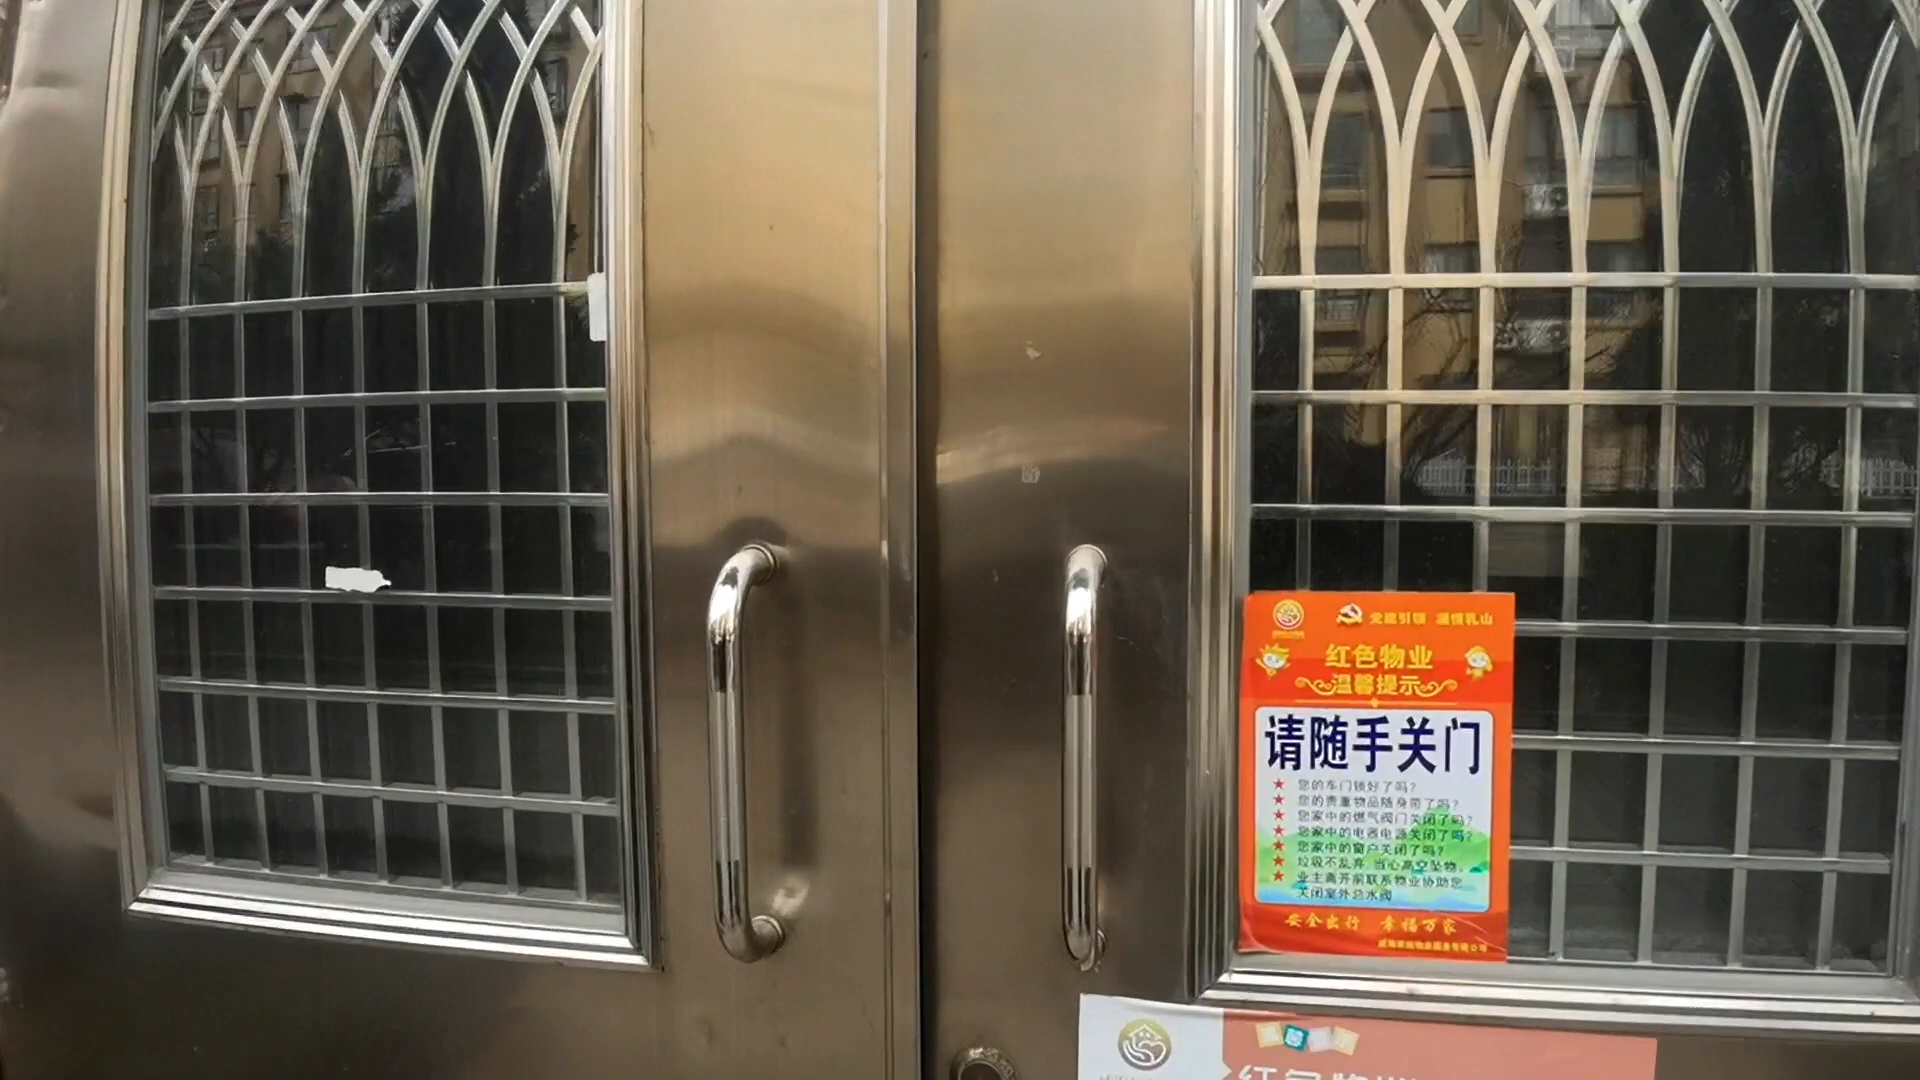 党建引领 温情乳山
红色物业
温馨提示
请随手关门
★ 您的车门锁好了吗?
★ 您的贵重物品随身带了吗?
★ 您家中的燃气阀门关闭了吗?
★ 您家中的电器电源关闭了吗?
★ 您家中的窗户关闭了吗?
★ 垃圾不乱弃,当心高空坠物。
★ 业主离开前联系物业协助您
关闭室外总水阀
安全出行 幸福万家
红色物业